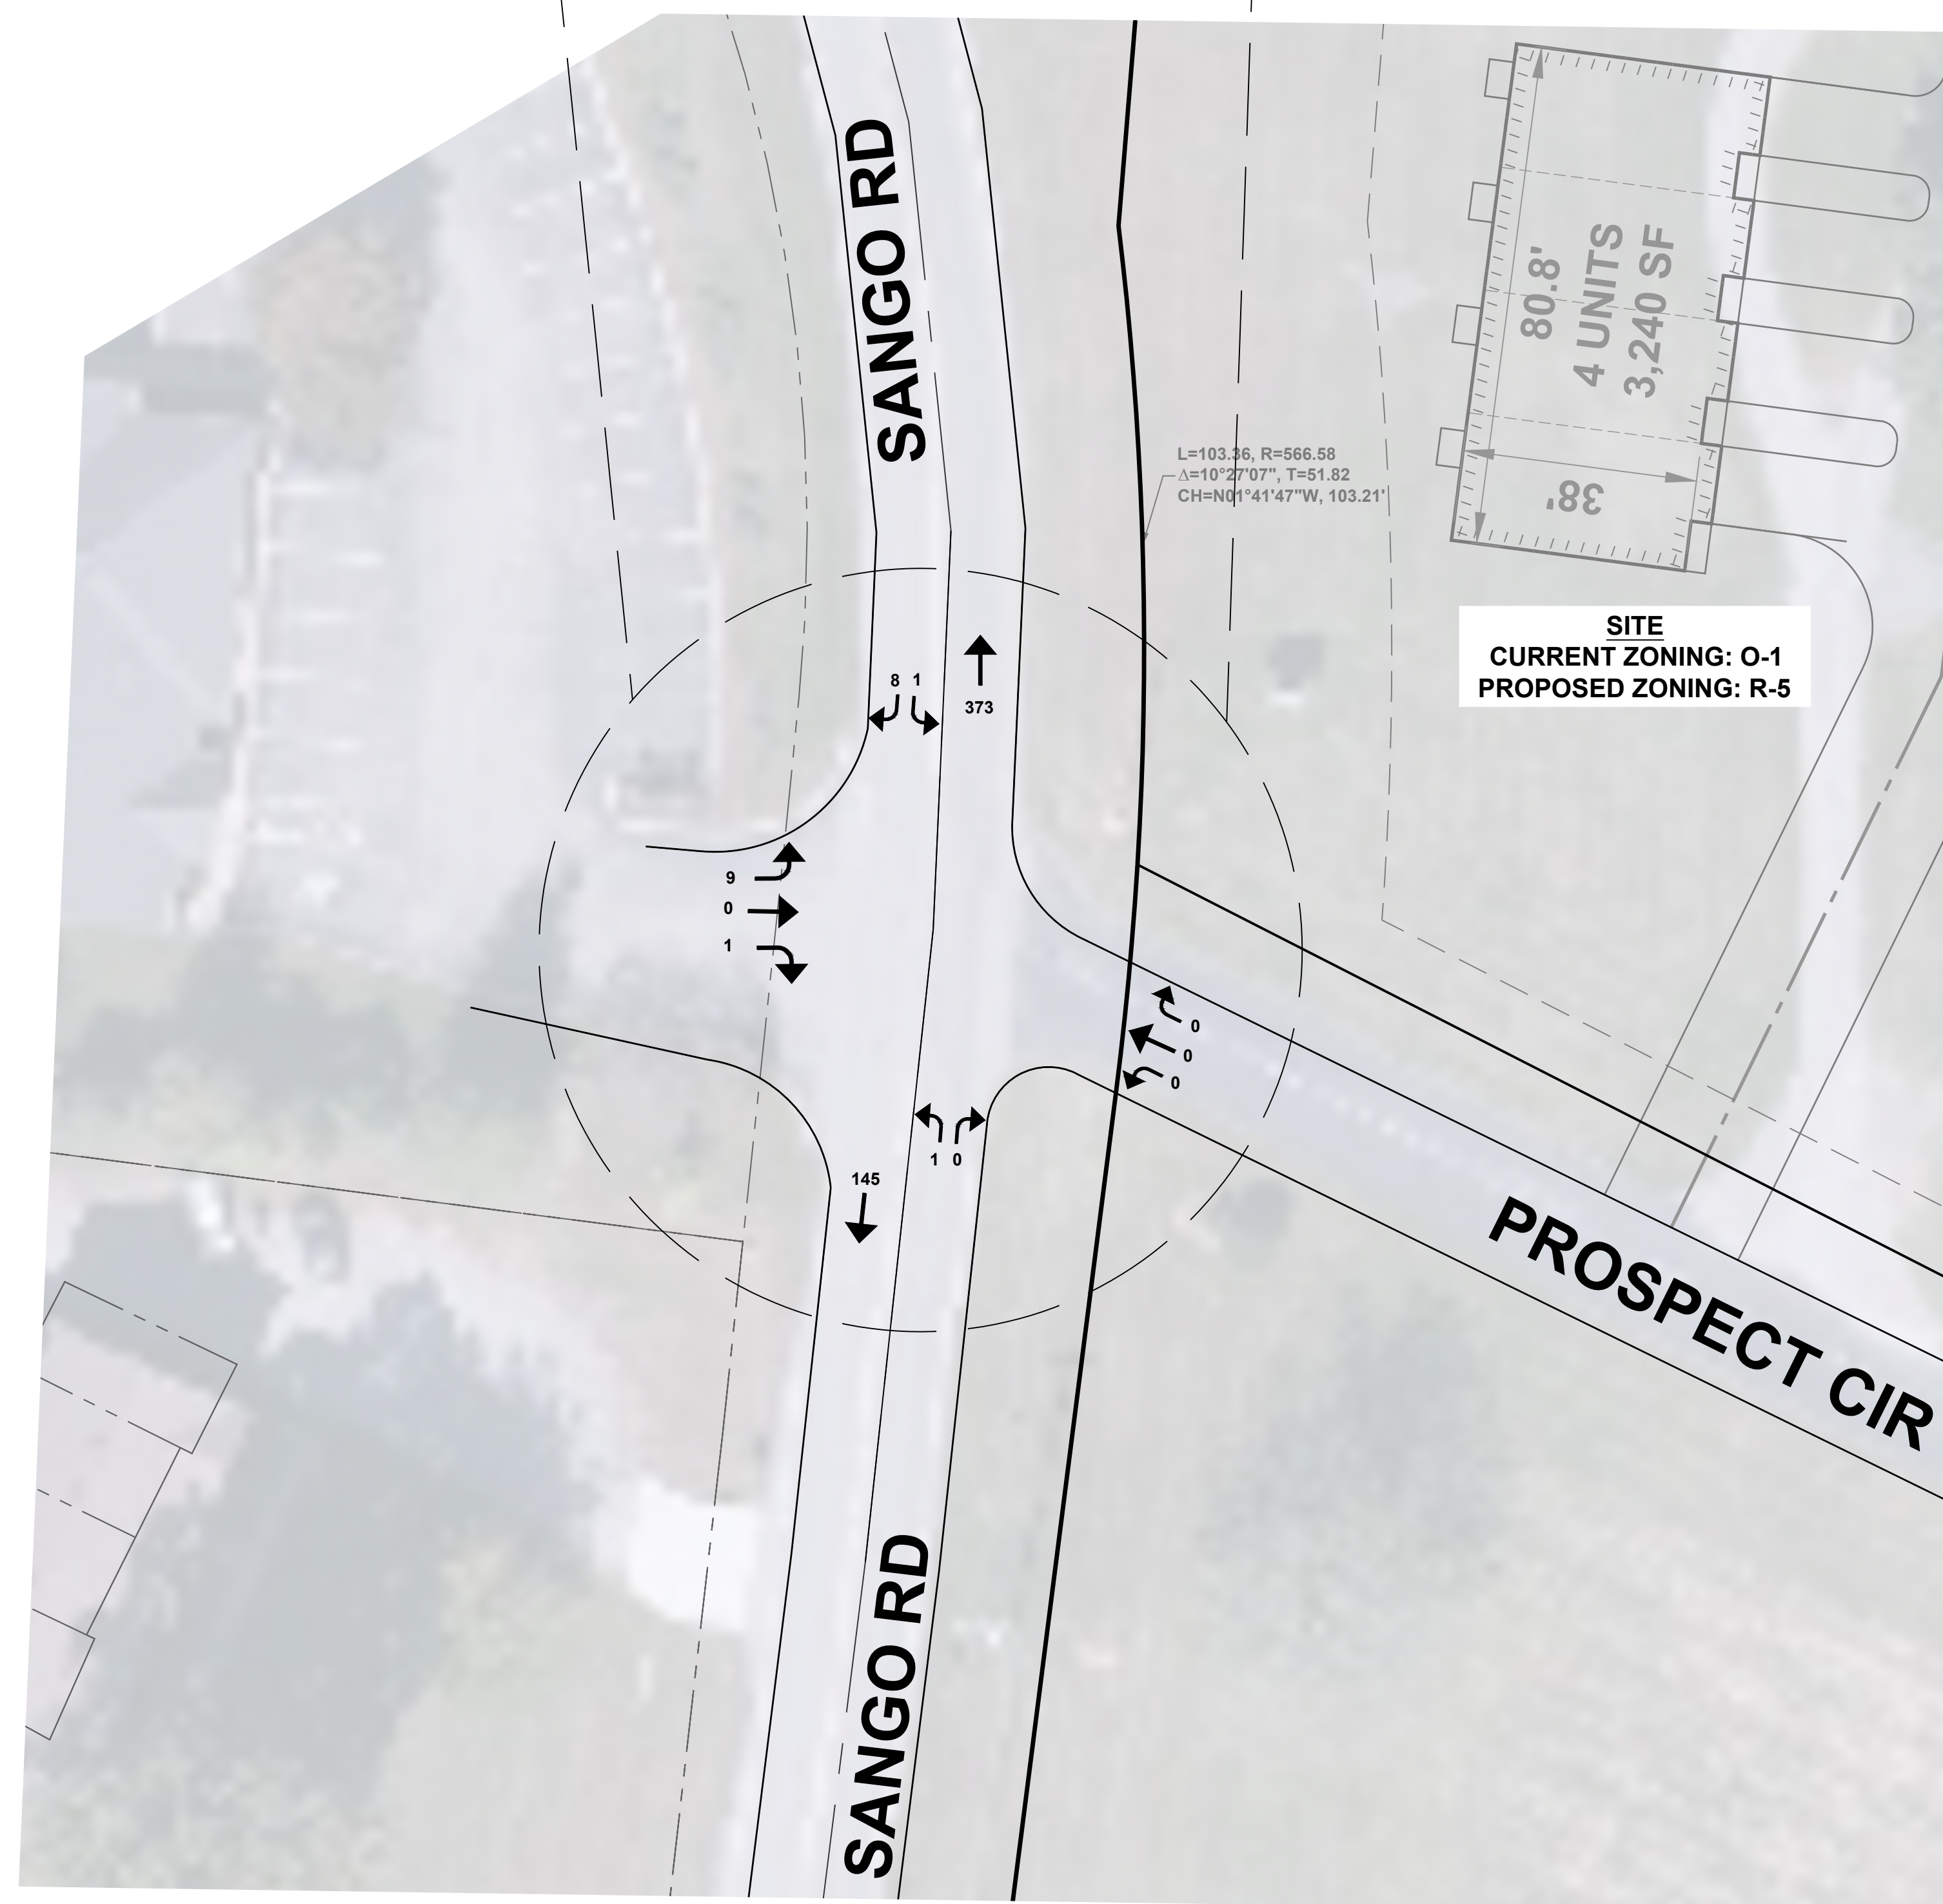 SANGO RD
80.8'
4 UNITS
3,240 SF
38'
L=103.36, R=566.58
Δ=10°27'07", T=51.82
CH=N01°41'47"W, 103.21'
SITE
CURRENT ZONING: O-1
PROPOSED ZONING: R-5
8 1
373
9
0
1
0
0
0
1 0
145
PROSPECT CIR
SANGO RD